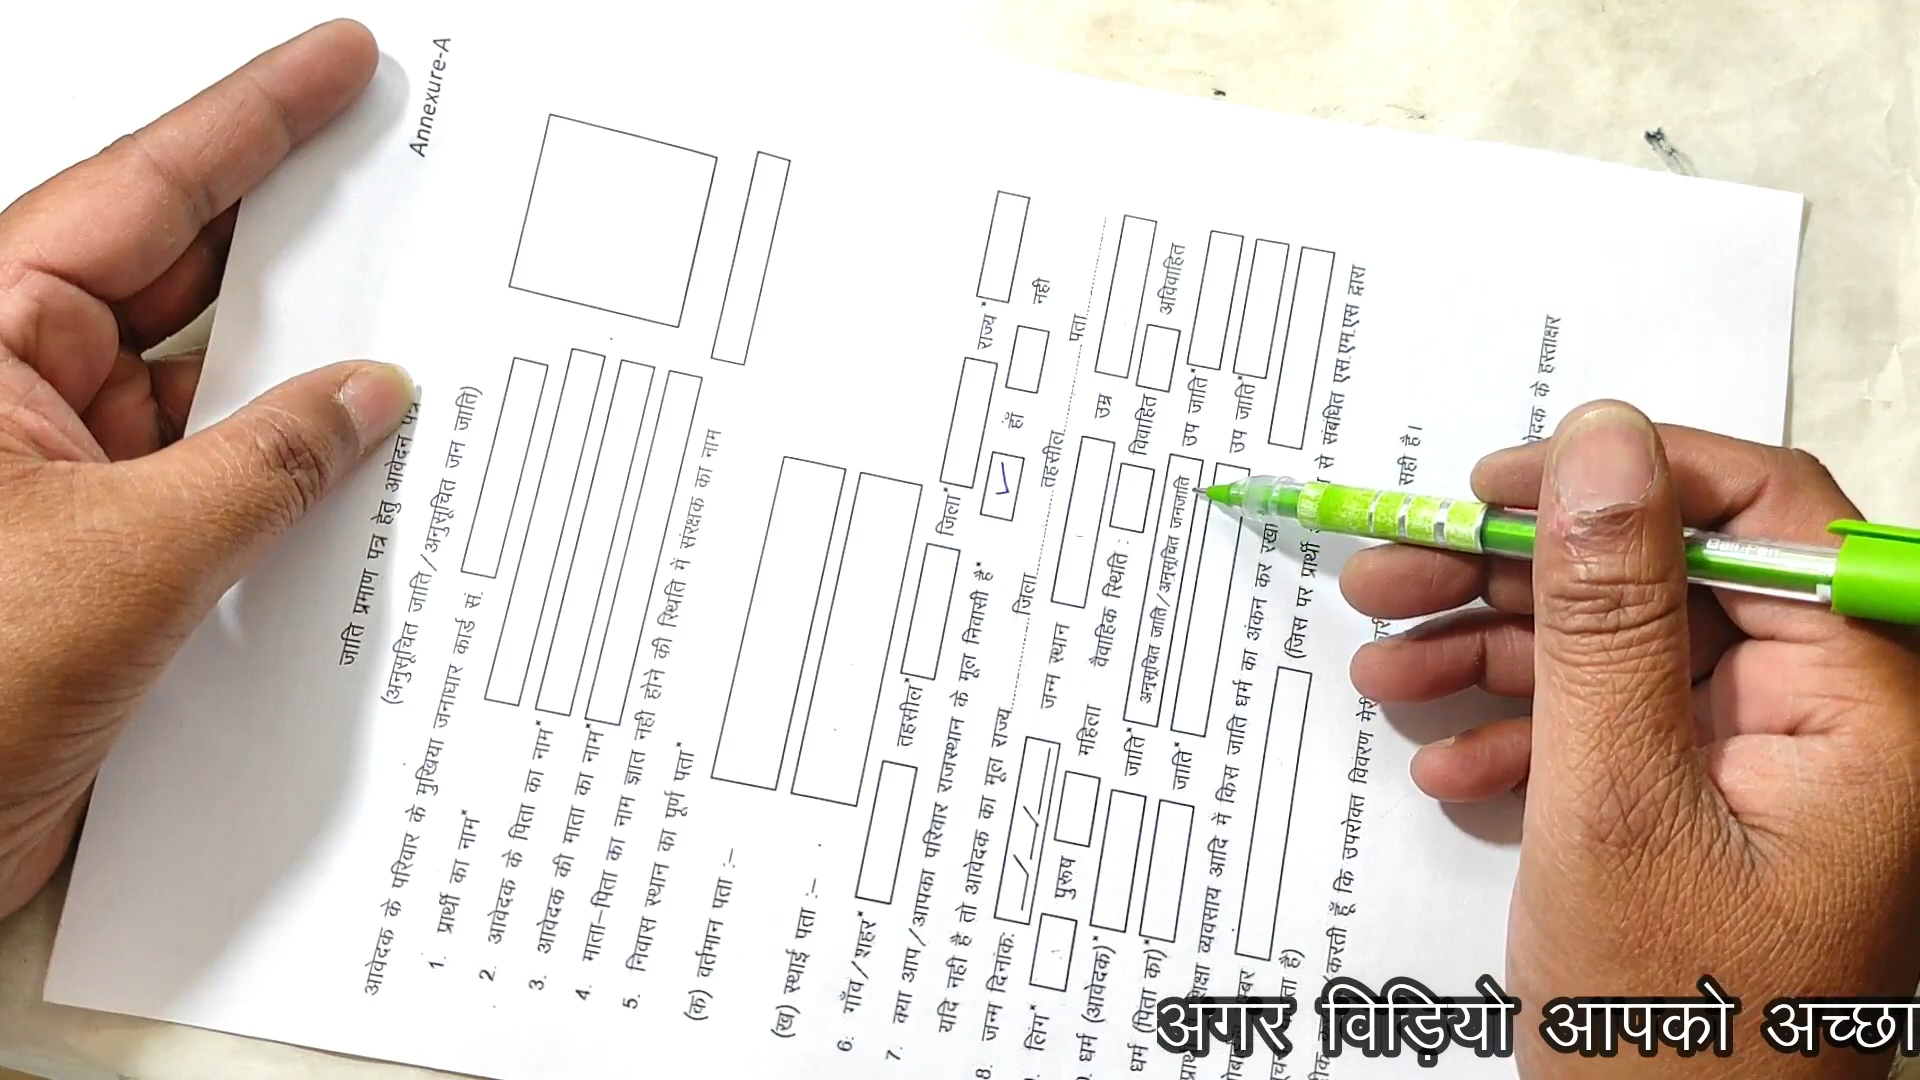 Annexure-A
जाति प्रमाण पत्र हेतु आवेदन पत्र
(अनुसूचित जाति/अनुसूचित जन जाति)
आवेदक के परिवार के मुखिया जनाधार कार्ड सं.
1. प्रार्थी का नाम*
2. आवेदक के पिता का नाम*
3. आवेदक की माता का नाम*
4. माता-पिता का नाम ज्ञात नही होने की स्थिति में संरक्षक का नाम
5. निवास स्थान का पूर्ण पता*
(क) वर्तमान पता :-
(ख) स्थाई पता :-
6. गाँव/शहर* तहसील* जिला* राज्य*
7. क्या आप/आपका परिवार राजस्थान के मूल निवासी है* ✓ हाँ नही
यदि नही है तो आवेदक का मूल राज्य जिला तहसील पता
8. जन्म दिनांक: / / जन्म स्थान उम्र
लिंग* पुरूष महिला वैवाहिक स्थिति : विवाहित अविवाहित
धर्म (आवेदक)* जाति* अनुसूचित जाति/अनुसूचित जनजाति उप जाति*
धर्म (पिता का)* जाति* उप जाति*
शिक्षा व्यवसाय आदि में किस जाति धर्म का अंकन कर रखा
(जिस पर प्रार्थी से संबंधित एस.एम.एस द्वारा
है)
करती हूँ कि उपरोक्त विवरण सही है।
के हस्ताक्षर
अगर विड़ियो आपको अच्छा